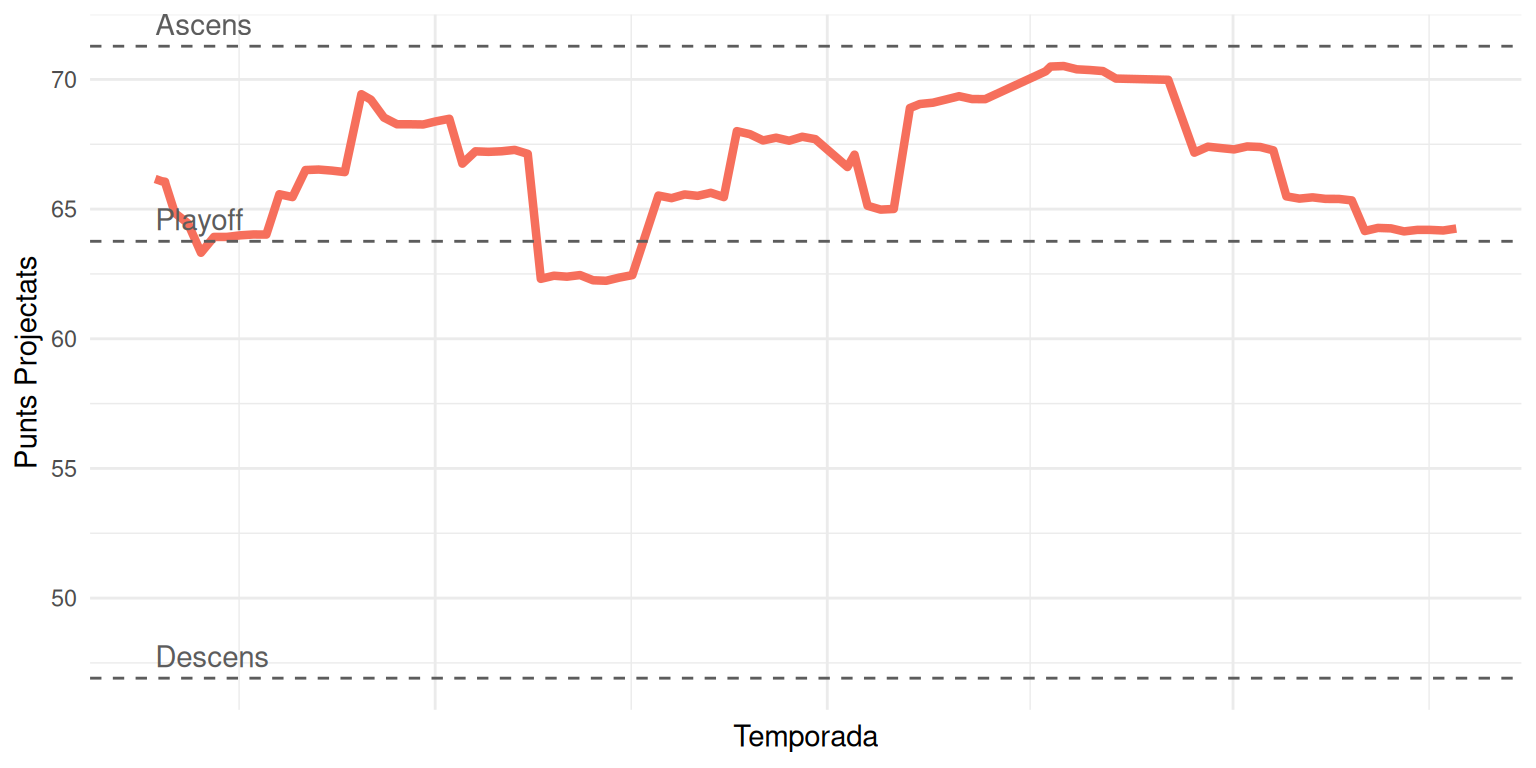 Ascens
70
65
Playoff
60
55
50
Descens
Punts Projectats
Temporada